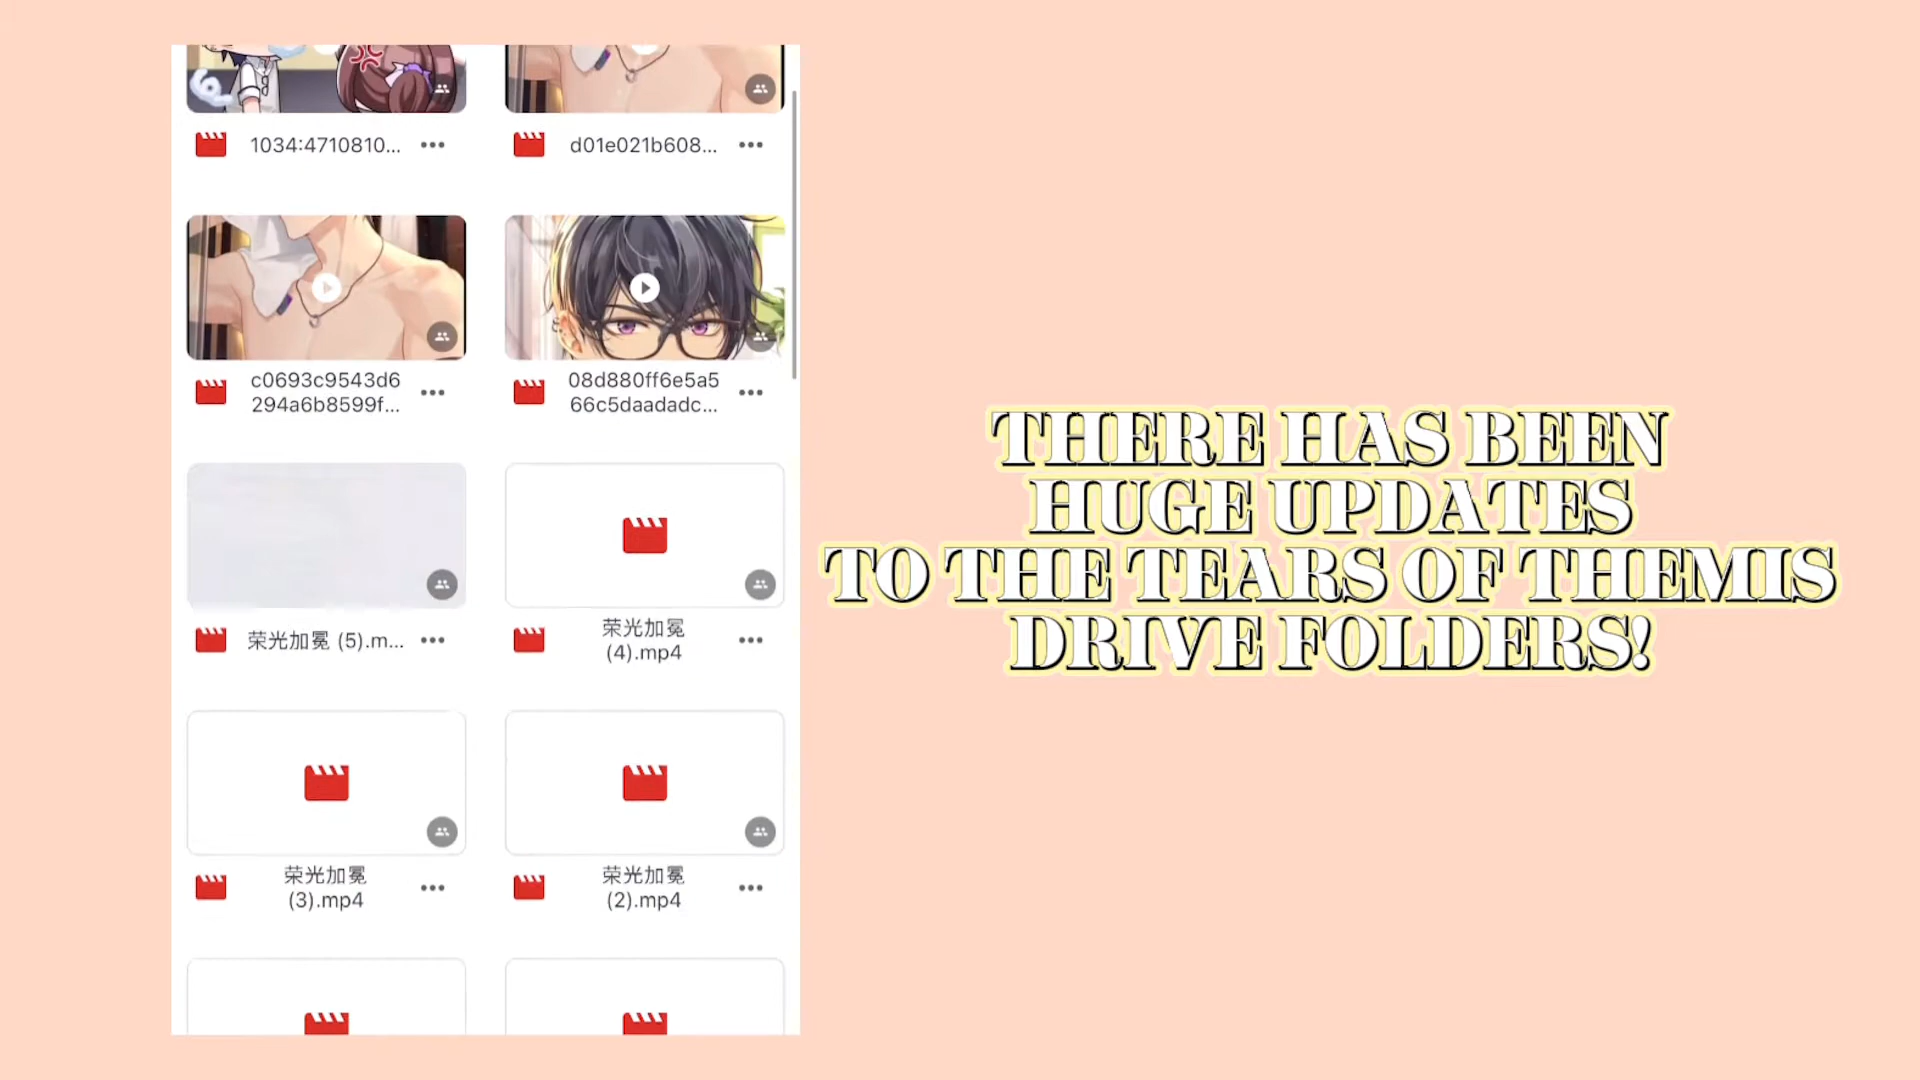 1034:4710810...
d01e021b608...
c0693c9543d6
294a6b8599f...
08d880ff6e5a5
66c5daadadc...
荣光加冕 (5).m...
荣光加冕
(4).mp4
荣光加冕
(3).mp4
荣光加冕
(2).mp4
THERE HAS BEEN
HUGE UPDATES
TO THE TEARS OF THEMIS
DRIVE FOLDERS!